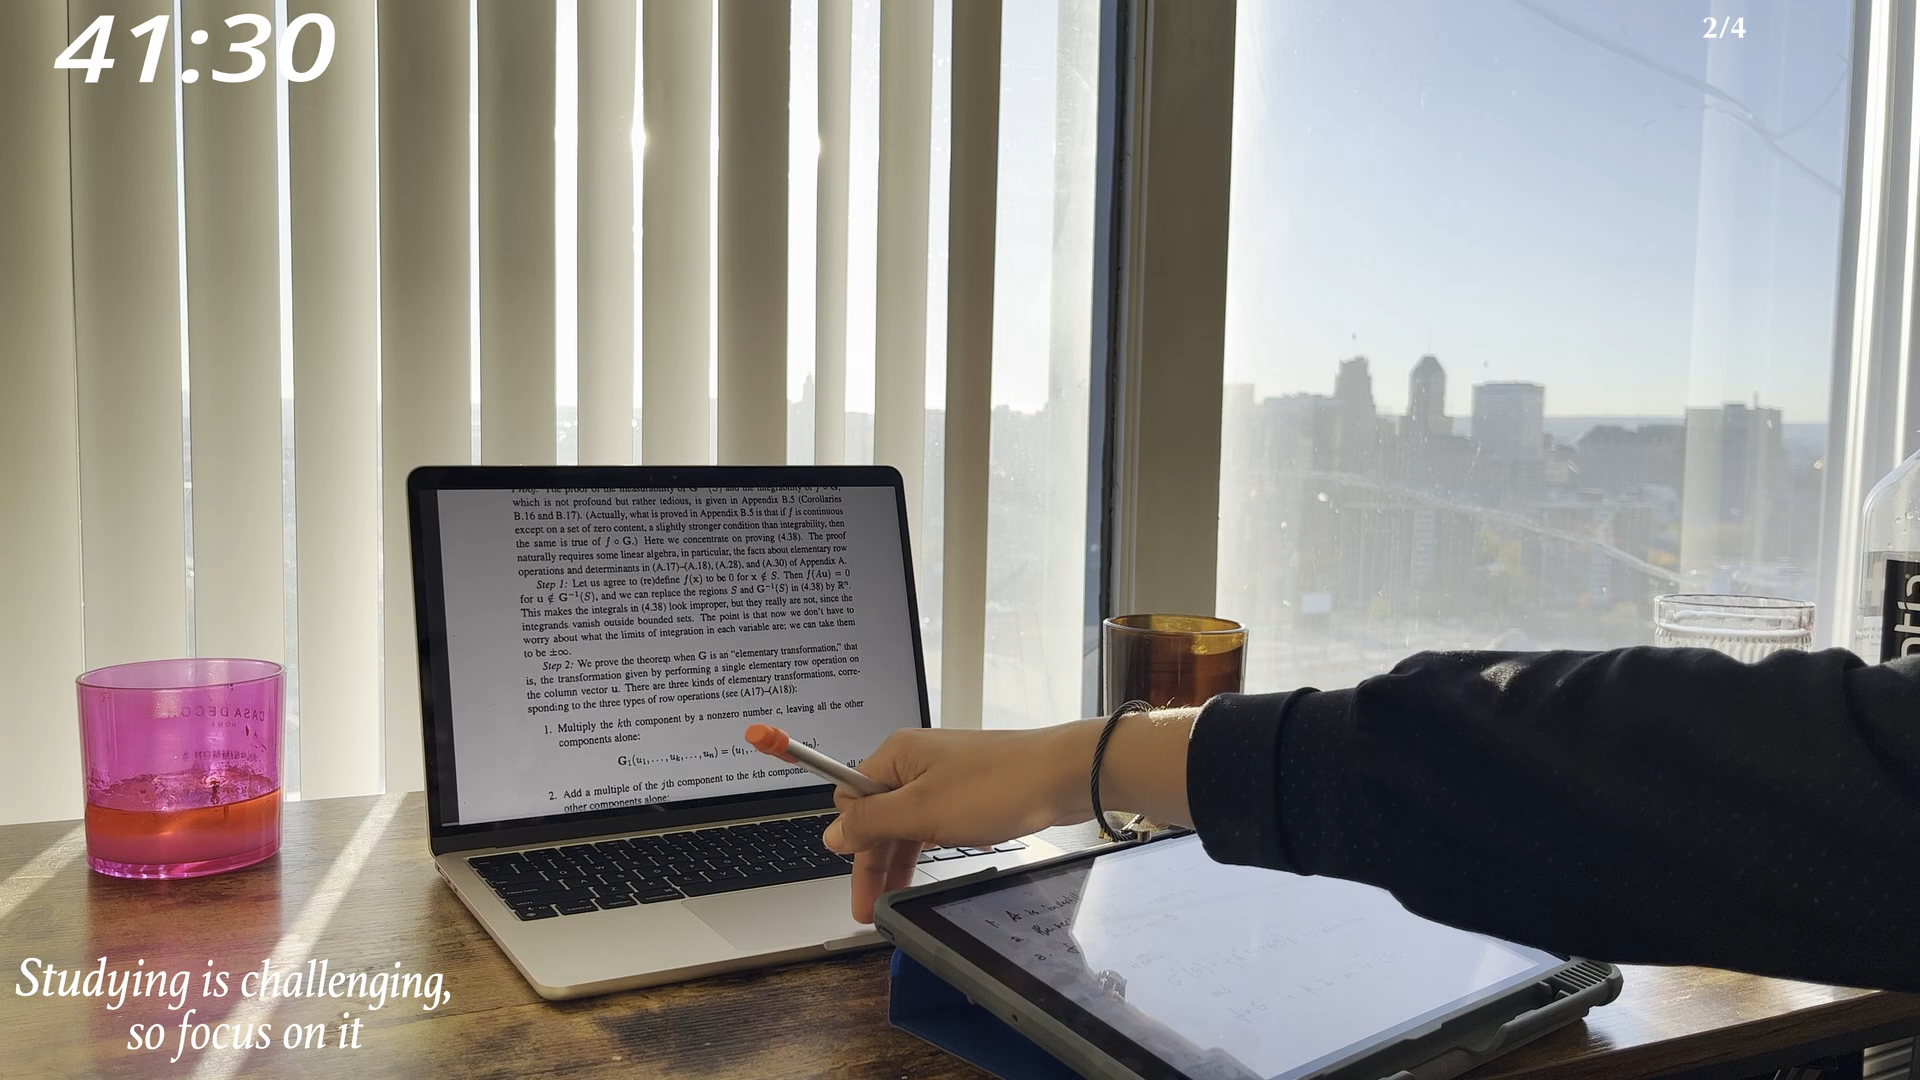 41:30
2/4
which is not profound but rather tedious, is given in Appendix B.5 (Corollaries
B.16 and B.17). (Actually, what is proved in Appendix B.5 is that if f is continuous
except on a set of zero content, a slightly stronger condition than integrability, then
the same is true of f ∘ G.) Here we concentrate on proving (4.38). The proof
naturally requires some linear algebra, in particular, the facts about elementary row
operations and determinants in (A.17)–(A.18), (A.28), and (A.30) of Appendix A.
Step 1: Let us agree to (re)define f(x) to be 0 for x ∉ S. Then f(Au) = 0
for u ∉ G⁻¹(S), and we can replace the regions S and G⁻¹(S) in (4.38) by ℝⁿ.
This makes the integrals in (4.38) look improper, but they really are not, since the
integrands vanish outside bounded sets. The point is that now we don't have to
worry about what the limits of integration in each variable are; we can take them
to be ±∞.
Step 2: We prove the theorem when G is an "elementary transformation," that
is, the transformation given by performing a single elementary row operation on
the column vector u. There are three kinds of elementary transformations, corre-
sponding to the three types of row operations (see (A17)–(A18)):
1. Multiply the kth component by a nonzero number c, leaving all the other
components alone:
G₁(u₁, . . . , uₖ, . . . , uₙ) = (u₁, . . uₙ).
2. Add a multiple of the jth component to the kth all
other components alone:
CASA DECO
HOME
Studying is challenging,
so focus on it